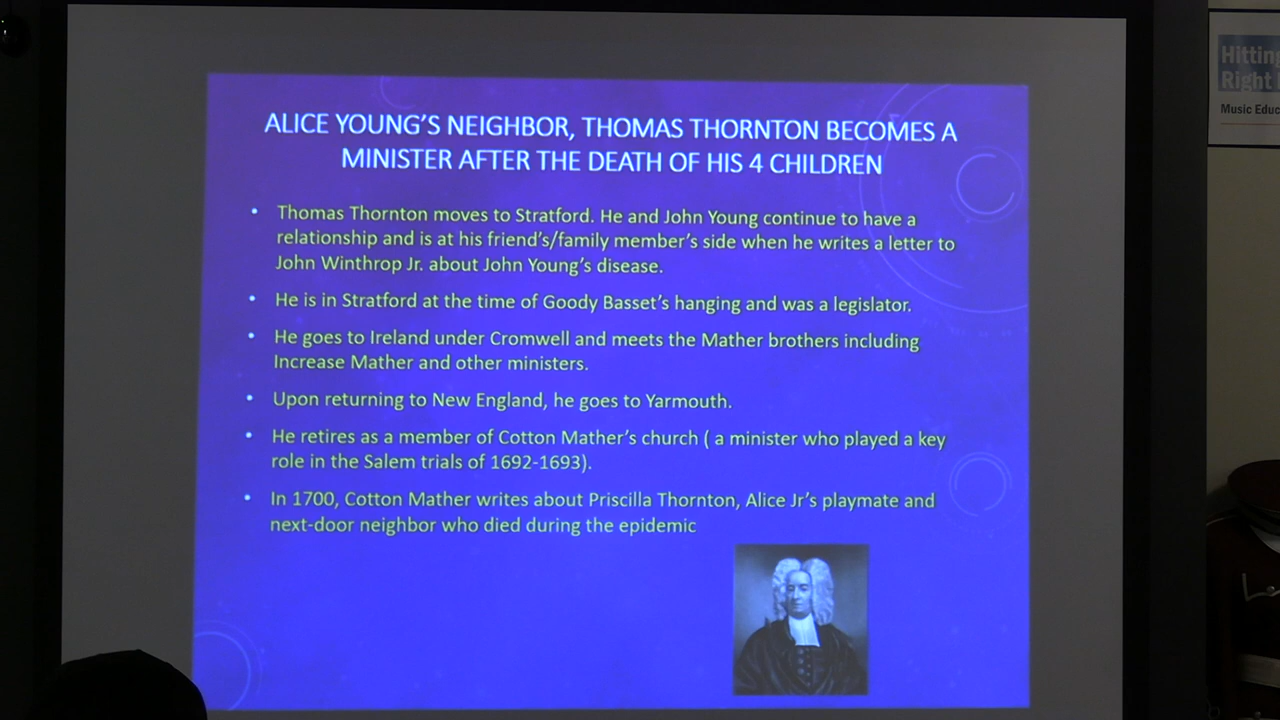 ALICE YOUNG'S NEIGHBOR, THOMAS THORNTON BECOMES A
MINISTER AFTER THE DEATH OF HIS 4 CHILDREN
• Thomas Thornton moves to Stratford. He and John Young continue to have a
relationship and is at his friend's/family member's side when he writes a letter to
John Winthrop Jr. about John Young's disease.
• He is in Stratford at the time of Goody Basset's hanging and was a legislator.
• He goes to Ireland under Cromwell and meets the Mather brothers including
Increase Mather and other ministers.
• Upon returning to New England, he goes to Yarmouth.
• He retires as a member of Cotton Mather's church ( a minister who played a key
role in the Salem trials of 1692-1693).
• In 1700, Cotton Mather writes about Priscilla Thornton, Alice Jr's playmate and
next-door neighbor who died during the epidemic
Hitting
Right
Music Educ